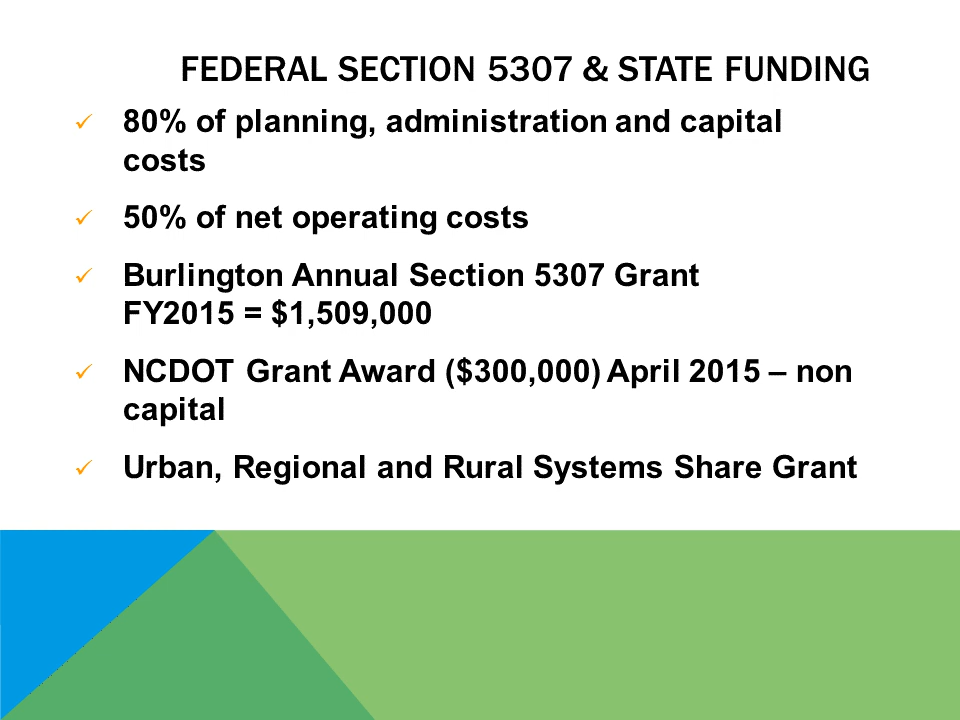 FEDERAL SECTION 5307 & STATE FUNDING
80% of planning, administration and capital
costs
50% of net operating costs
Burlington Annual Section 5307 Grant
FY2015 = $1,509,000
NCDOT Grant Award ($300,000) April 2015 – non
capital
Urban, Regional and Rural Systems Share Grant